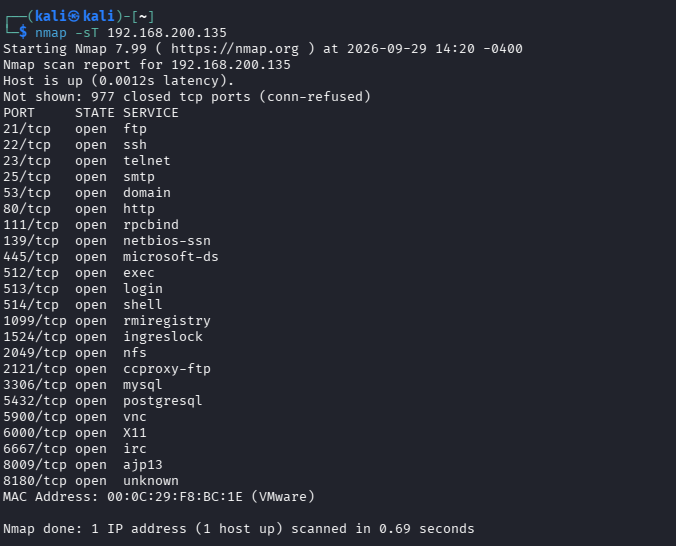 ┌──(kali㉿kali)-[~]
└─$ nmap -sT 192.168.200.135
Starting Nmap 7.99 ( https://nmap.org ) at 2026-09-29 14:20 -0400
Nmap scan report for 192.168.200.135
Host is up (0.0012s latency).
Not shown: 977 closed tcp ports (conn-refused)
PORT     STATE SERVICE
21/tcp   open  ftp
22/tcp   open  ssh
23/tcp   open  telnet
25/tcp   open  smtp
53/tcp   open  domain
80/tcp   open  http
111/tcp  open  rpcbind
139/tcp  open  netbios-ssn
445/tcp  open  microsoft-ds
512/tcp  open  exec
513/tcp  open  login
514/tcp  open  shell
1099/tcp open  rmiregistry
1524/tcp open  ingreslock
2049/tcp open  nfs
2121/tcp open  ccproxy-ftp
3306/tcp open  mysql
5432/tcp open  postgresql
5900/tcp open  vnc
6000/tcp open  X11
6667/tcp open  irc
8009/tcp open  ajp13
8180/tcp open  unknown
MAC Address: 00:0C:29:F8:BC:1E (VMware)
Nmap done: 1 IP address (1 host up) scanned in 0.69 seconds